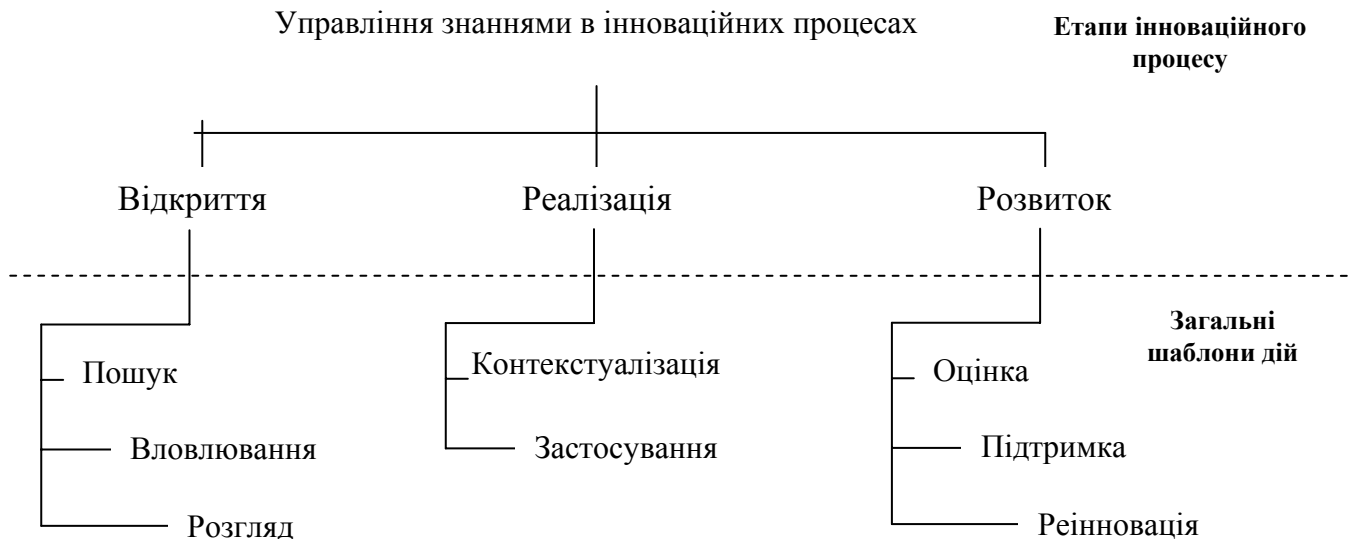 Управління знаннями в інноваційних процесах
Етапи інноваційного
процесу
Відкриття
Реалізація
Розвиток
Загальні
шаблони дій
Пошук
Контекстуалізація
Оцінка
Вловлювання
Застосування
Підтримка
Розгляд
Реінновація